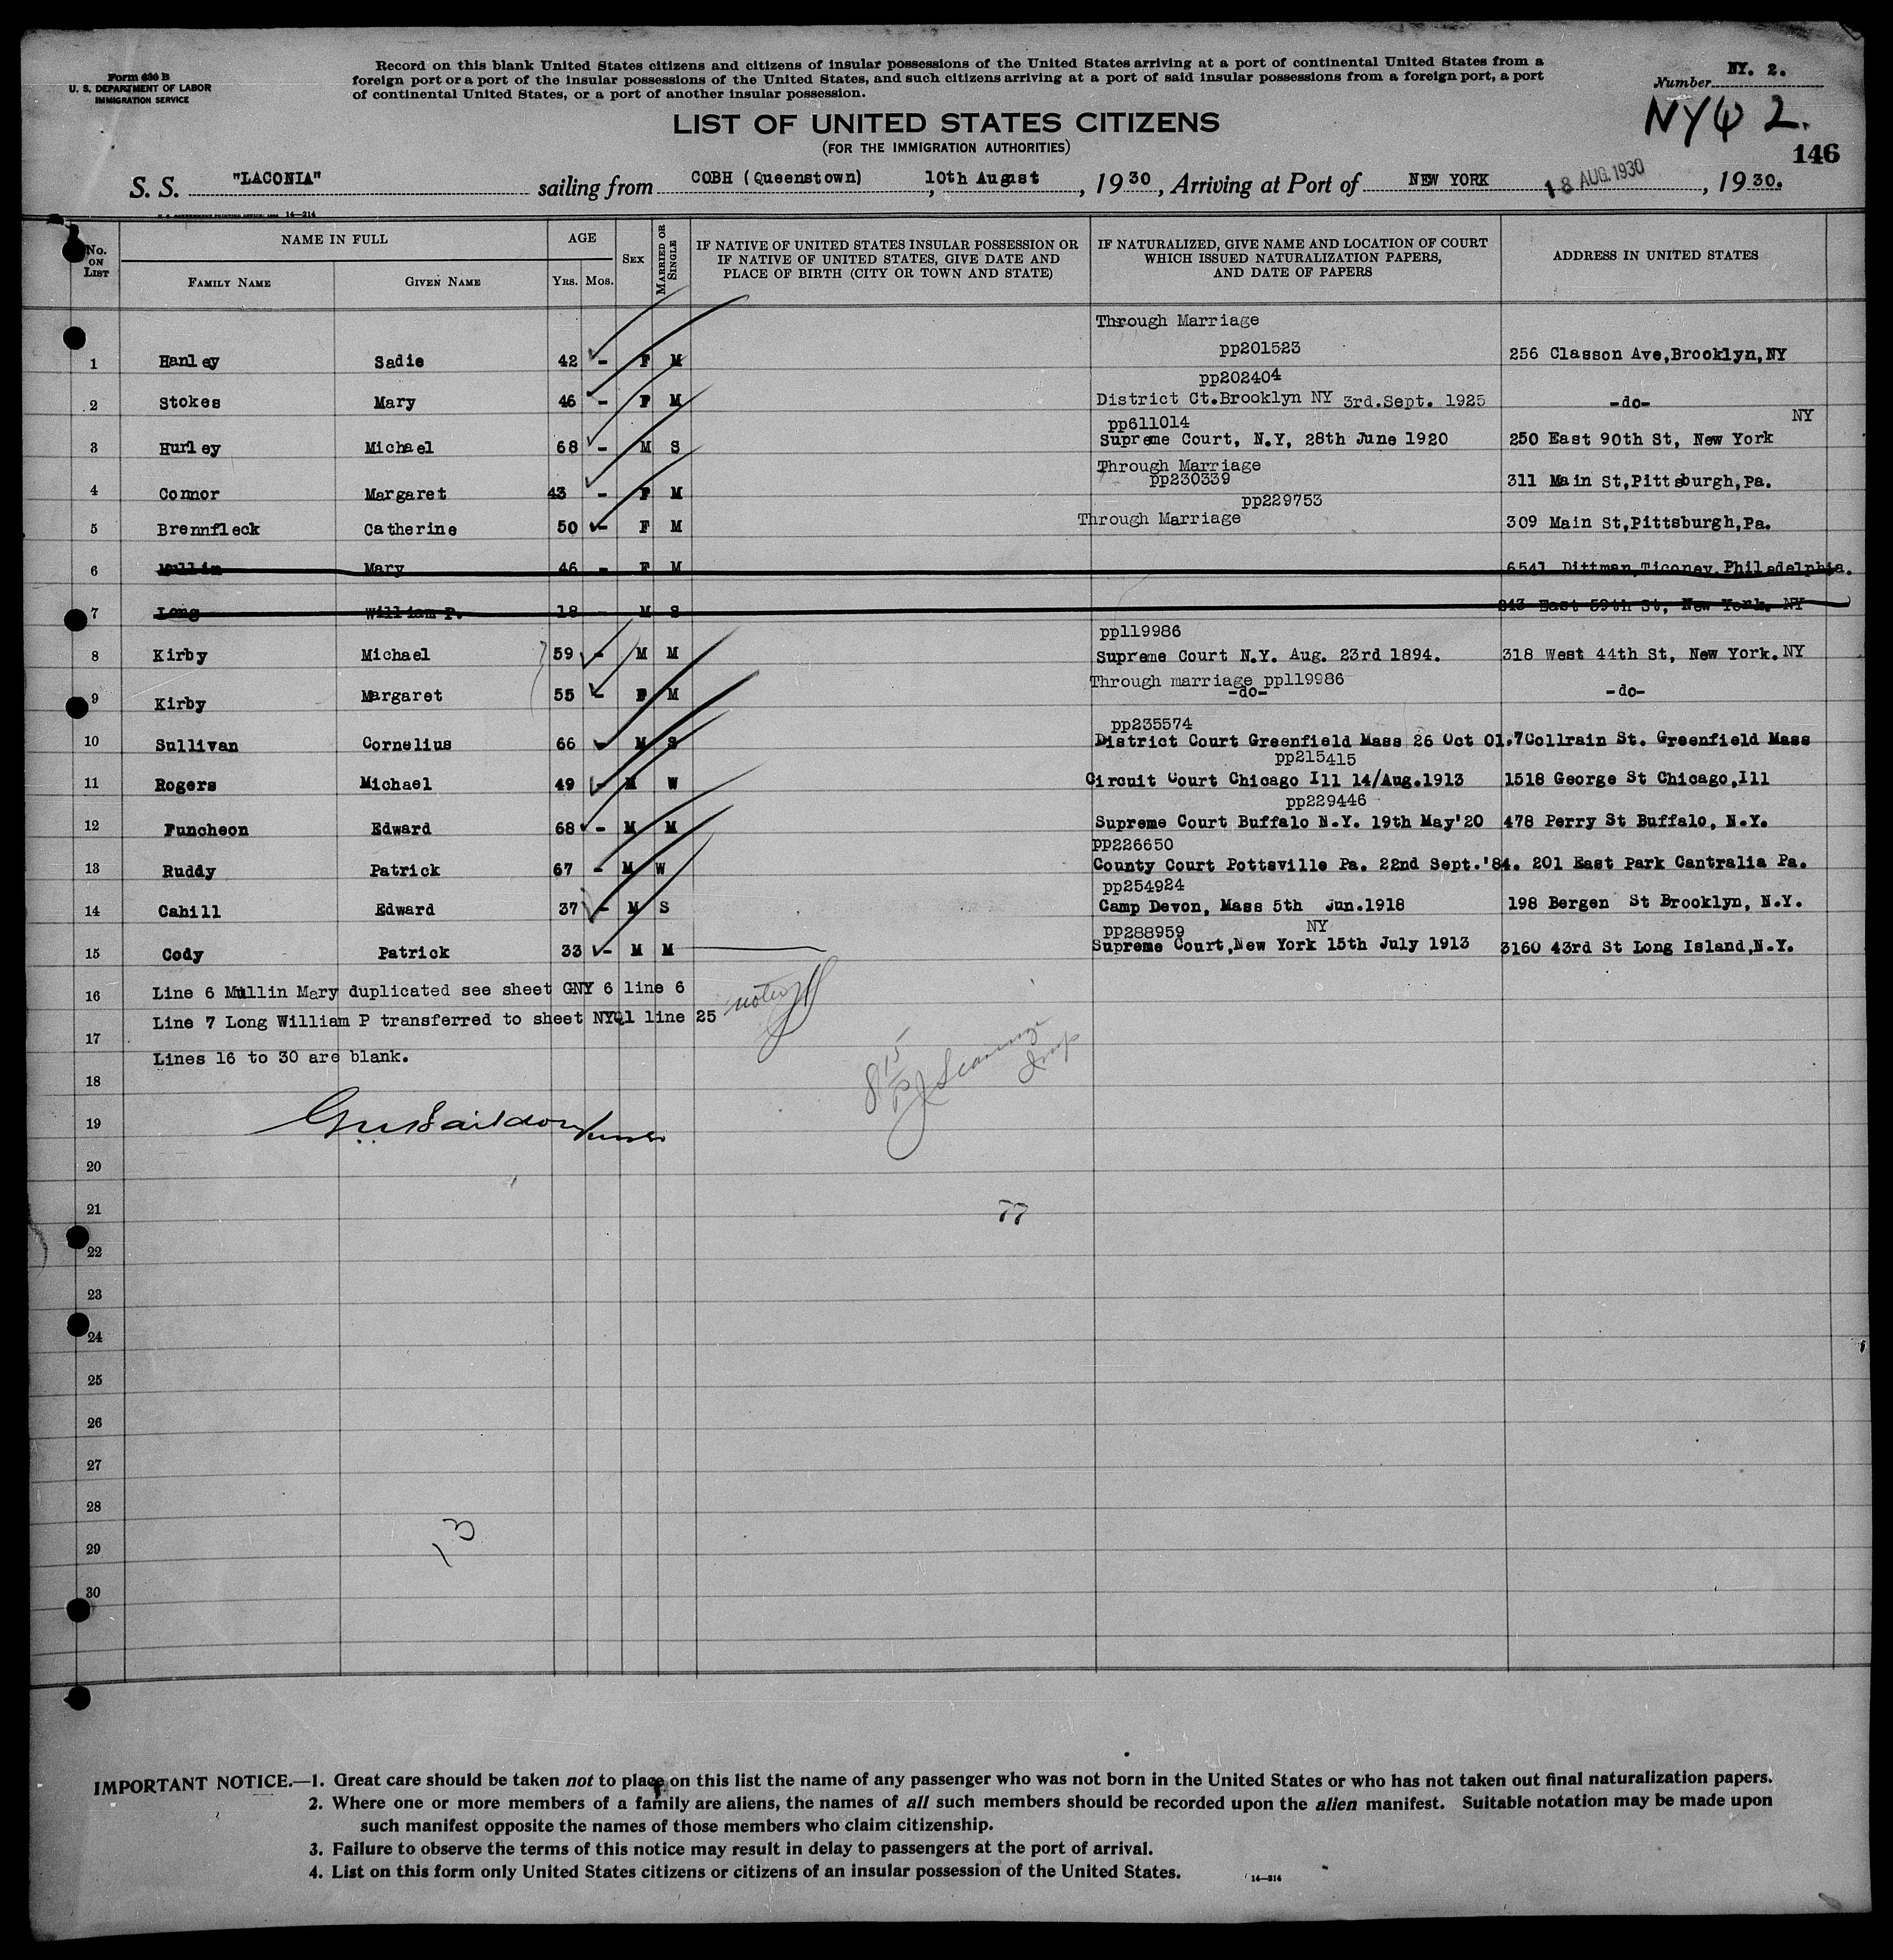 Form 630 B
U. S. DEPARTMENT OF LABOR
IMMIGRATION SERVICE
Record on this blank United States citizens and citizens of insular possessions of the United States arriving at a port of continental United States from a
foreign port or a port of the insular possessions of the United States, and such citizens arriving at a port of said insular possessions from a foreign port, a port
of continental United States, or a port of another insular possession.
Number NY. 2.
NYQ 2.
146
LIST OF UNITED STATES CITIZENS
(FOR THE IMMIGRATION AUTHORITIES)
S. S. "LACONIA" sailing from COBH (Queenstown) , 10th August , 1930 , Arriving at Port of NEW YORK 18 AUG. 1930 , 1930.
14—214
No. ON LIST
NAME IN FULL
FAMILY NAME
GIVEN NAME
AGE
YRS.
MOS.
SEX
MARRIED OR SINGLE
IF NATIVE OF UNITED STATES INSULAR POSSESSION OR
IF NATIVE OF UNITED STATES, GIVE DATE AND
PLACE OF BIRTH (CITY OR TOWN AND STATE)
IF NATURALIZED, GIVE NAME AND LOCATION OF COURT
WHICH ISSUED NATURALIZATION PAPERS,
AND DATE OF PAPERS
ADDRESS IN UNITED STATES
Through Marriage
pp201523
1 Hanley Sadie 42 - F M 256 Classon Ave,Brooklyn,NY
pp202404
2 Stokes Mary 46 - F M District Ct.Brooklyn NY 3rd.Sept. 1925 -do-
pp611014 NY
3 Hurley Michael 68 - M S Supreme Court, N.Y, 28th June 1920 250 East 90th St, New York
Through Marriage
4 Connor Margaret 43 - F M pp230339 311 Main St,Pittsburgh,Pa.
pp229753
5 Brennfleck Catherine 50 - F M Through Marriage 309 Main St,Pittsburgh,Pa.
6 Mullin Mary 46 - F M 6541 Dittman,Ticoney,Philadelphia.
7 Long William P. 18 - M S 243 East 59th St, New York. NY
pp119986
8 Kirby Michael 59 - M M Supreme Court N.Y. Aug. 23rd 1894. 318 West 44th St, New York. NY
Through marriage pp119986
9 Kirby Margaret 55 - F M -do- -do-
pp235574
10 Sullivan Cornelius 66 - M S District Court Greenfield Mass 26 Oct 01. 7Collrain St. Greenfield Mass
pp215415
11 Rogers Michael 49 - M W Circuit Court Chicago Ill 14/Aug.1913 1518 George St Chicago,Ill
pp229446
12 Funcheon Edward 68 - M M Supreme Court Buffalo N.Y. 19th May'20 478 Perry St Buffalo, N.Y.
pp226650
13 Ruddy Patrick 67 - M W County Court Pottsville Pa. 22nd Sept.'84. 201 East Park Cantralia Pa.
pp254924
14 Cahill Edward 37 - M S Camp Devon, Mass 5th Jun.1918 198 Bergen St Brooklyn, N.Y.
pp288959 NY
15 Cody Patrick 33 - M M Supreme Court,New York 15th July 1913 3160 43rd St Long Island,N.Y.
16 Line 6 Mullin Mary duplicated see sheet GNY 6 line 6
noted
17 Line 7 Long William P transferred to sheet NYQ1 line 25
Lines 16 to 30 are blank.
18
19
20
21
77
22
23
24
25
26
27
28
29
13
30
IMPORTANT NOTICE.—1. Great care should be taken not to place on this list the name of any passenger who was not born in the United States or who has not taken out final naturalization papers.
2. Where one or more members of a family are aliens, the names of all such members should be recorded upon the alien manifest. Suitable notation may be made upon
such manifest opposite the names of those members who claim citizenship.
3. Failure to observe the terms of this notice may result in delay to passengers at the port of arrival.
4. List on this form only United States citizens or citizens of an insular possession of the United States.
14—214